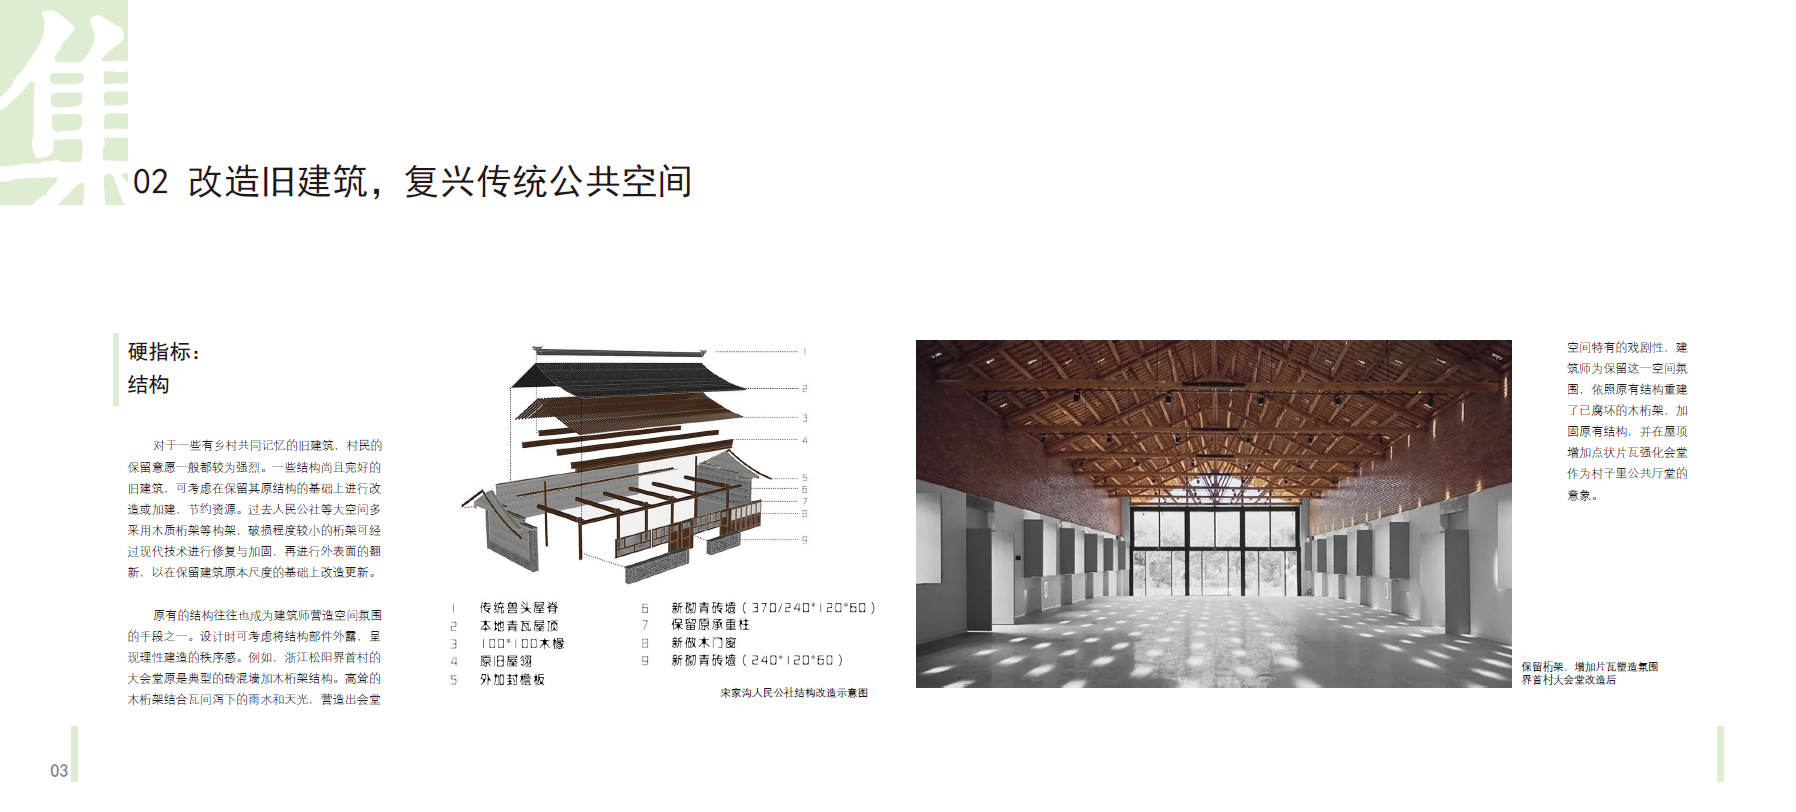 集
02 改造旧建筑，复兴传统公共空间
硬指标：
结构
对于一些有乡村共同记忆的旧建筑，村民的
保留意愿一般都较为强烈。一些结构尚且完好的
旧建筑，可考虑在保留其原结构的基础上进行改
造或加建，节约资源。过去人民公社等大空间多
采用木质桁架等构架，破损程度较小的桁架可经
过现代技术进行修复与加固，再进行外表面的翻
新，以在保留建筑原本尺度的基础上改造更新。
原有的结构往往也成为建筑师营造空间氛围
的手段之一。设计时可考虑将结构部件外露，呈
现理性建造的秩序感。例如，浙江松阳界首村的
大会堂原是典型的砖混墙加木桁架结构。高耸的
木桁架结合瓦间泻下的雨水和天光，营造出会堂
1
2
3
4
5
6
7
8
9
1 传统兽头屋脊
2 本地青瓦屋顶
3 100*100木椽
4 原旧屋翎
5 外加封檐板
6 新砌青砖墙（370/240*120*60）
7 保留原承重柱
8 新做木门窗
9 新砌青砖墙（240*120*60）
宋家沟人民公社结构改造示意图
空间特有的戏剧性，建
筑师为保留这一空间氛
围，依照原有结构重建
了已腐坏的木桁架，加
固原有结构，并在屋顶
增加点状片瓦强化会堂
作为村子里公共厅堂的
意象。
保留桁架，增加片瓦塑造氛围
界首村大会堂改造后
03